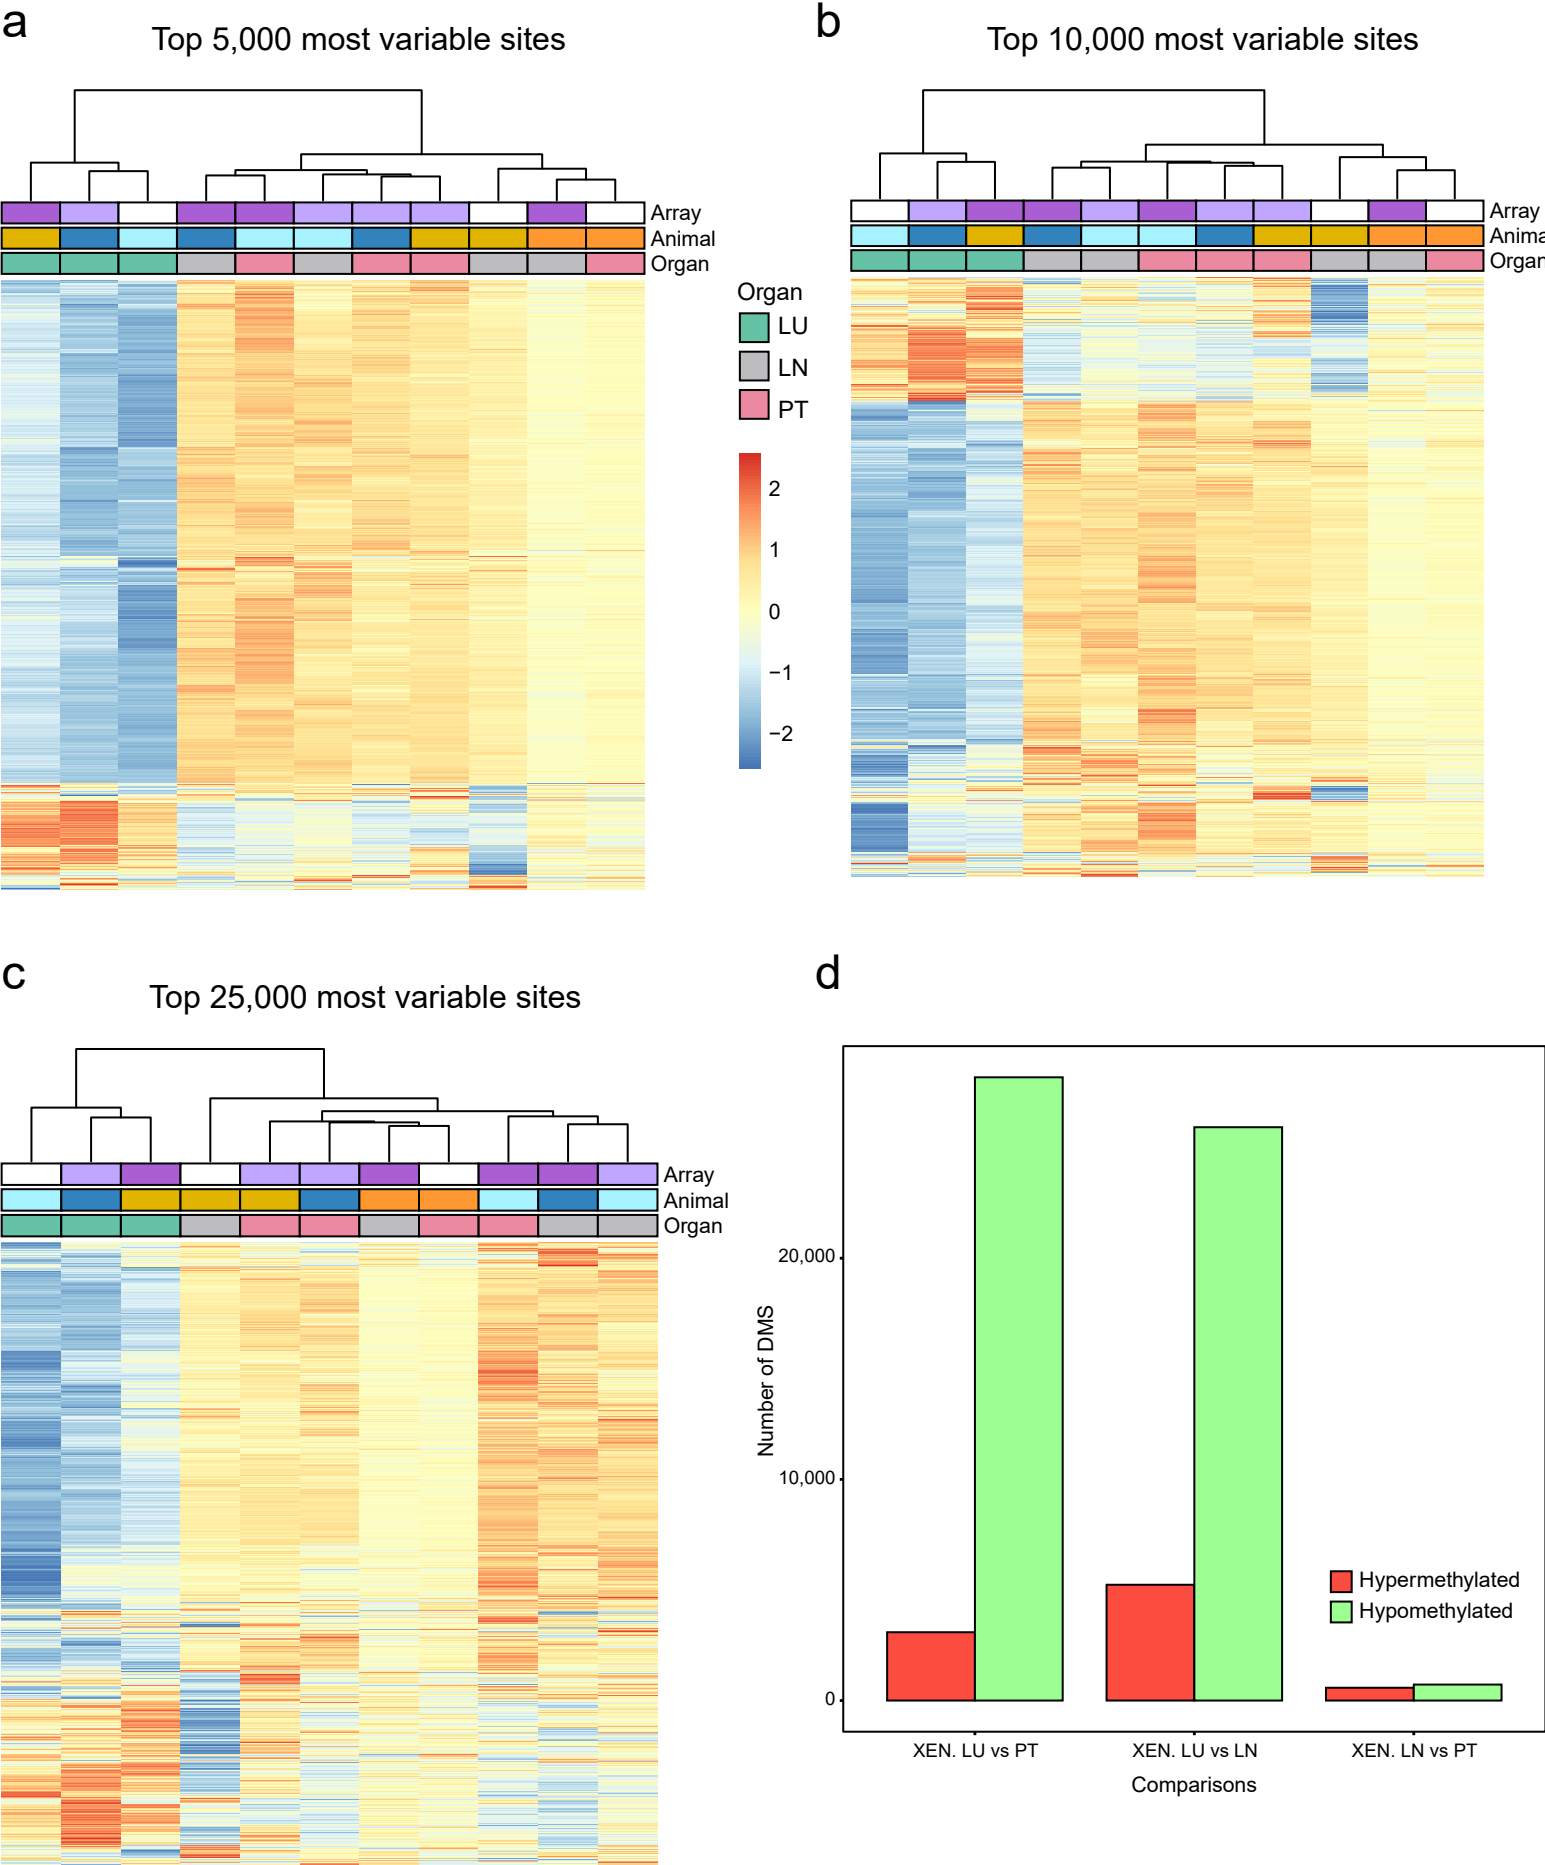 a
Top 5,000 most variable sites
Array
Animal
Organ
Organ
LU
LN
PT
2
1
0
−1
−2
b
Top 10,000 most variable sites
Array
Anima
Organ
c
Top 25,000 most variable sites
Array
Animal
Organ
d
Number of DMS
20,000
10,000
0
Hypermethylated
Hypomethylated
XEN. LU vs PT
XEN. LU vs LN
XEN. LN vs PT
Comparisons